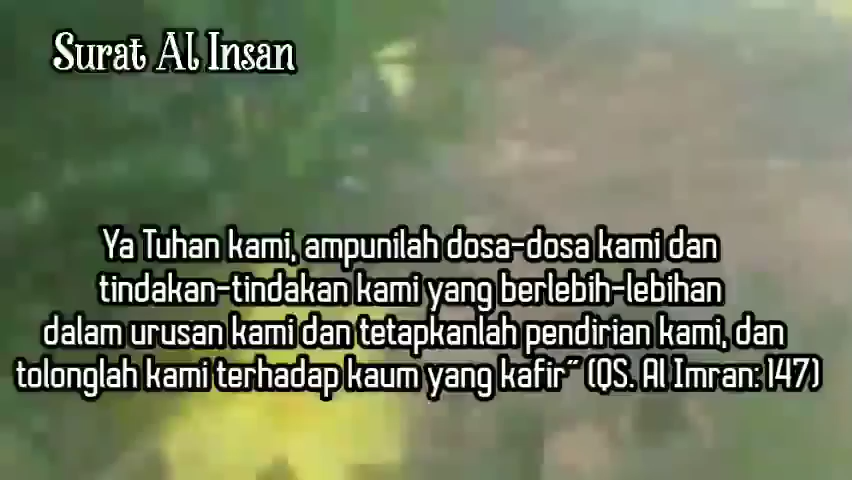 Surat Al Insan
Ya Tuhan kami, ampunilah dosa-dosa kami dan
tindakan-tindakan kami yang berlebih-lebihan
dalam urusan kami dan tetapkanlah pendirian kami, dan
tolonglah kami terhadap kaum yang kafir˝ (QS. Al Imran: 147)